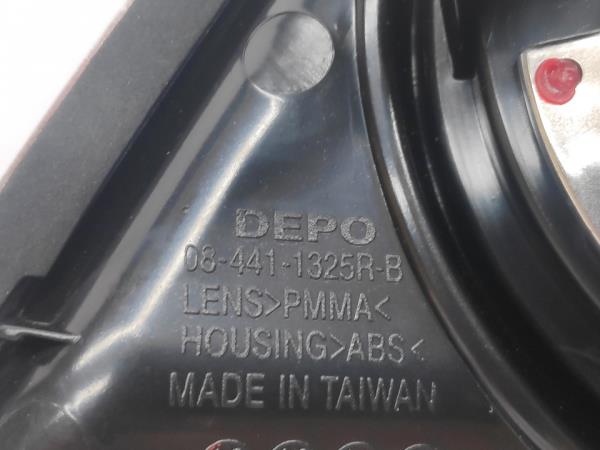 DEPO
08-441-1325R-B
LENS>PMMA<
HOUSING>ABS<
MADE IN TAIWAN